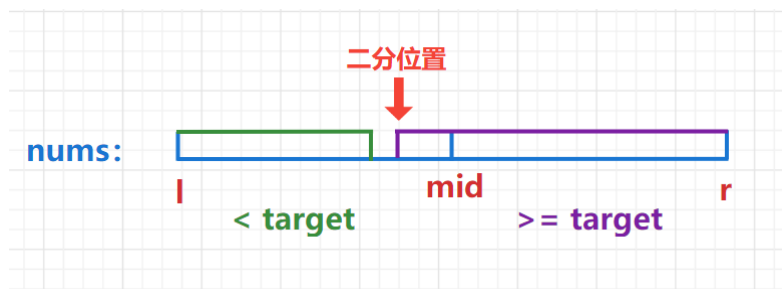 二分位置
nums:
l mid r
< target >= target